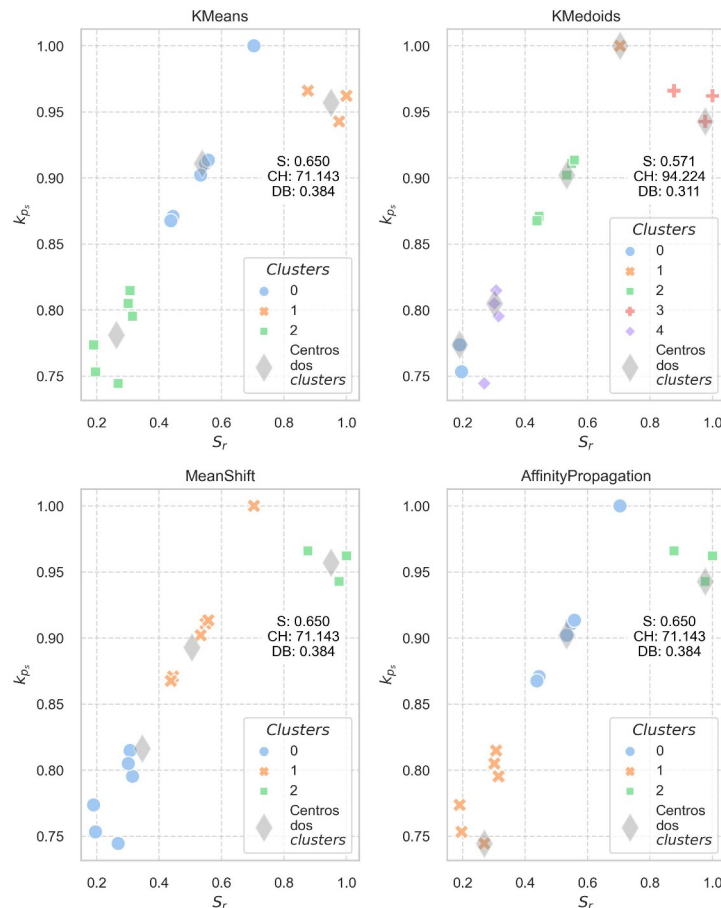 KMeans
1.00
0.95
0.90
0.85
0.80
0.75
k_{p_s}
S: 0.650
CH: 71.143
DB: 0.384
Clusters
0
1
2
Centros
dos
clusters
0.2 0.4 0.6 0.8 1.0
S_r
KMedoids
1.00
0.95
0.90
0.85
0.80
0.75
k_{p_s}
S: 0.571
CH: 94.224
DB: 0.311
Clusters
0
1
2
3
4
Centros
dos
clusters
0.2 0.4 0.6 0.8 1.0
S_r
MeanShift
1.00
0.95
0.90
0.85
0.80
0.75
k_{p_s}
S: 0.650
CH: 71.143
DB: 0.384
Clusters
0
1
2
Centros
dos
clusters
0.2 0.4 0.6 0.8 1.0
S_r
AffinityPropagation
1.00
0.95
0.90
0.85
0.80
0.75
k_{p_s}
S: 0.650
CH: 71.143
DB: 0.384
Clusters
0
1
2
Centros
dos
clusters
0.2 0.4 0.6 0.8 1.0
S_r